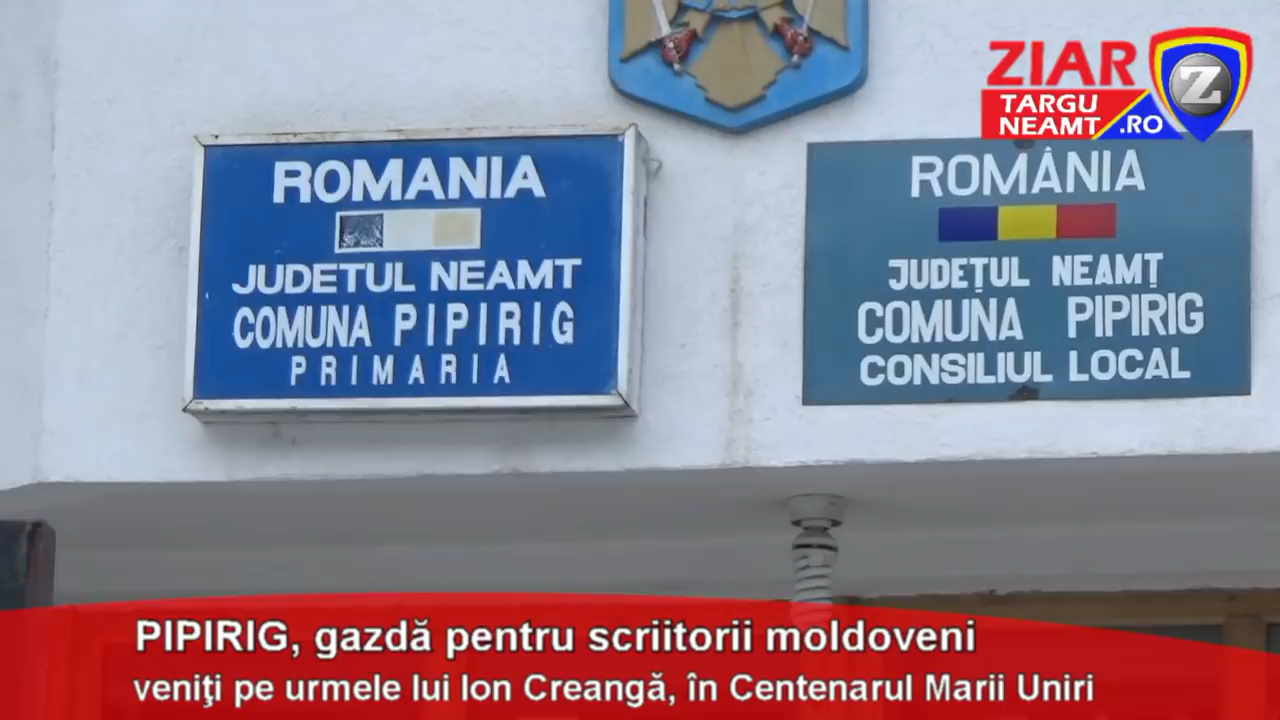 ZIAR
TARGU
NEAMT .RO
Z
ROMANIA
JUDETUL NEAMT
COMUNA PIPIRIG
PRIMARIA
ROMÂNIA
JUDEȚUL NEAMȚ
COMUNA PIPIRIG
CONSILIUL LOCAL
PIPIRIG, gazdă pentru scriitorii moldoveni
veniţi pe urmele lui Ion Creangă, în Centenarul Marii Uniri